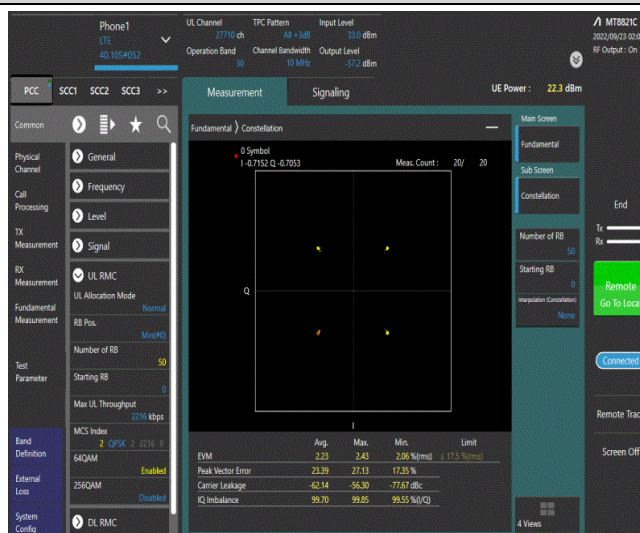 Phone1
LTE
40.10S#052
UL Channel TPC Pattern Input Level
27710 ch All +3dB 33.0 dBm
Operation Band Channel Bandwidth Output Level
30 10 MHz -57.2 dBm
MT8821C
2022/09/23 02:0
RF Output : On
PCC SCC1 SCC2 SCC3 >>
Measurement Signaling
UE Power : 22.3 dBm
Common
Physical
Channel
Call
Processing
TX
Measurement
RX
Measurement
Fundamental
Measurement
Test
Parameter
Band
Definition
External
Loss
System
Config
General
Frequency
Level
Signal
UL RMC
UL Allocation Mode
Normal
RB Pos.
Min(#0)
Number of RB
50
Starting RB
0
Max UL Throughput
2216 kbps
MCS Index
2 QPSK 2 2216 8
64QAM
Enabled
256QAM
Disabled
DL RMC
Fundamental ⟩ Constellation
0 Symbol
I -0.7152 Q -0.7053 Meas. Count : 20/ 20
Q
I
Avg. Max. Min. Limit
EVM 2.23 2.43 2.06 %(rms) ≤ 17.5 %(rms)
Peak Vector Error 23.39 27.13 17.35 %
Carrier Leakage -62.14 -56.30 -77.67 dBc
IQ Imbalance 99.70 99.85 99.55 %(I/Q)
Main Screen
Fundamental
Sub Screen
Constellation
Number of RB
50
Starting RB
0
Interpolation (Constellation)
None
4 Views
End
Tx
Rx
Remote
Go To Loca
Connected
Remote Trac
Screen Off